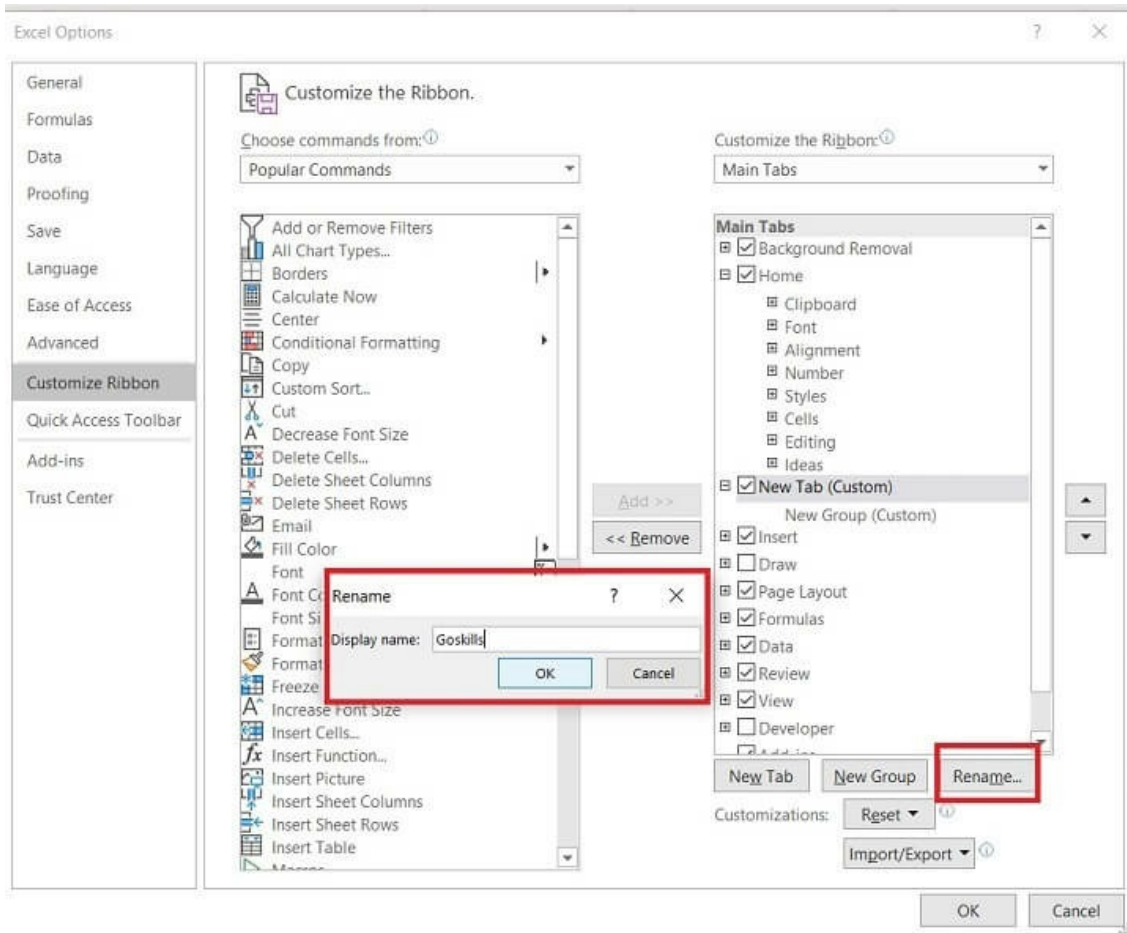 Excel Options
General
Formulas
Data
Proofing
Save
Language
Ease of Access
Advanced
Customize Ribbon
Quick Access Toolbar
Add-ins
Trust Center
Customize the Ribbon.
Choose commands from:
Popular Commands
Add or Remove Filters
All Chart Types...
Borders
Calculate Now
Center
Conditional Formatting
Copy
Custom Sort...
Cut
Decrease Font Size
Delete Cells...
Delete Sheet Columns
Delete Sheet Rows
Email
Fill Color
Font
Font
Font
Freeze
Increase Font Size
Insert Cells...
Insert Function...
Insert Picture
Insert Sheet Columns
Insert Sheet Rows
Insert Table
Add >>
<< Remove
Customize the Ribbon:
Main Tabs
Main Tabs
Background Removal
Home
Clipboard
Font
Alignment
Number
Styles
Cells
Editing
Ideas
New Tab (Custom)
New Group (Custom)
Insert
Draw
Page Layout
Formulas
Data
Review
View
Developer
New Tab New Group Rename...
Customizations: Reset
Import/Export
Rename ?
Display name: Goskills
OK Cancel
OK Cancel